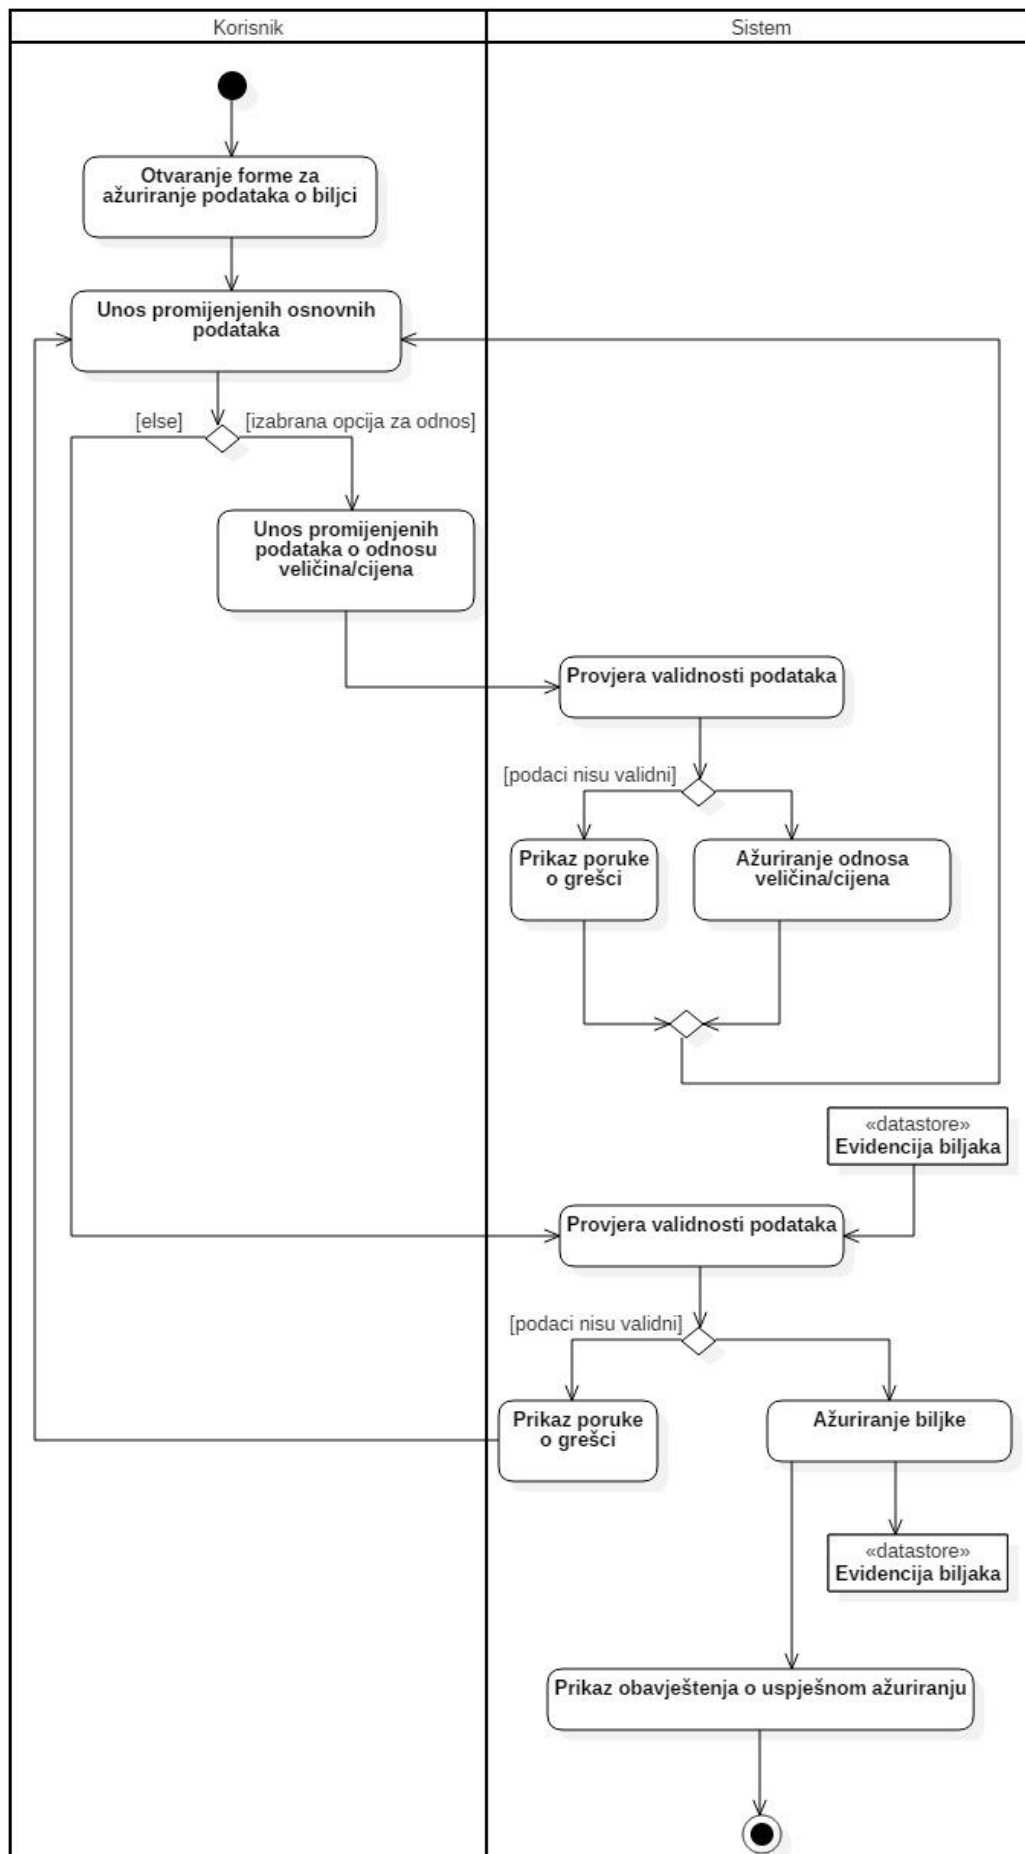 Korisnik
Sistem
Otvaranje forme za
ažuriranje podataka o biljci
Unos promijenjenih osnovnih
podataka
[else]
[izabrana opcija za odnos]
Unos promijenjenih
podataka o odnosu
veličina/cijena
Provjera validnosti podataka
[podaci nisu validni]
Prikaz poruke
o grešci
Ažuriranje odnosa
veličina/cijena
«datastore»
Evidencija biljaka
Provjera validnosti podataka
[podaci nisu validni]
Prikaz poruke
o grešci
Ažuriranje biljke
«datastore»
Evidencija biljaka
Prikaz obavještenja o uspješnom ažuriranju